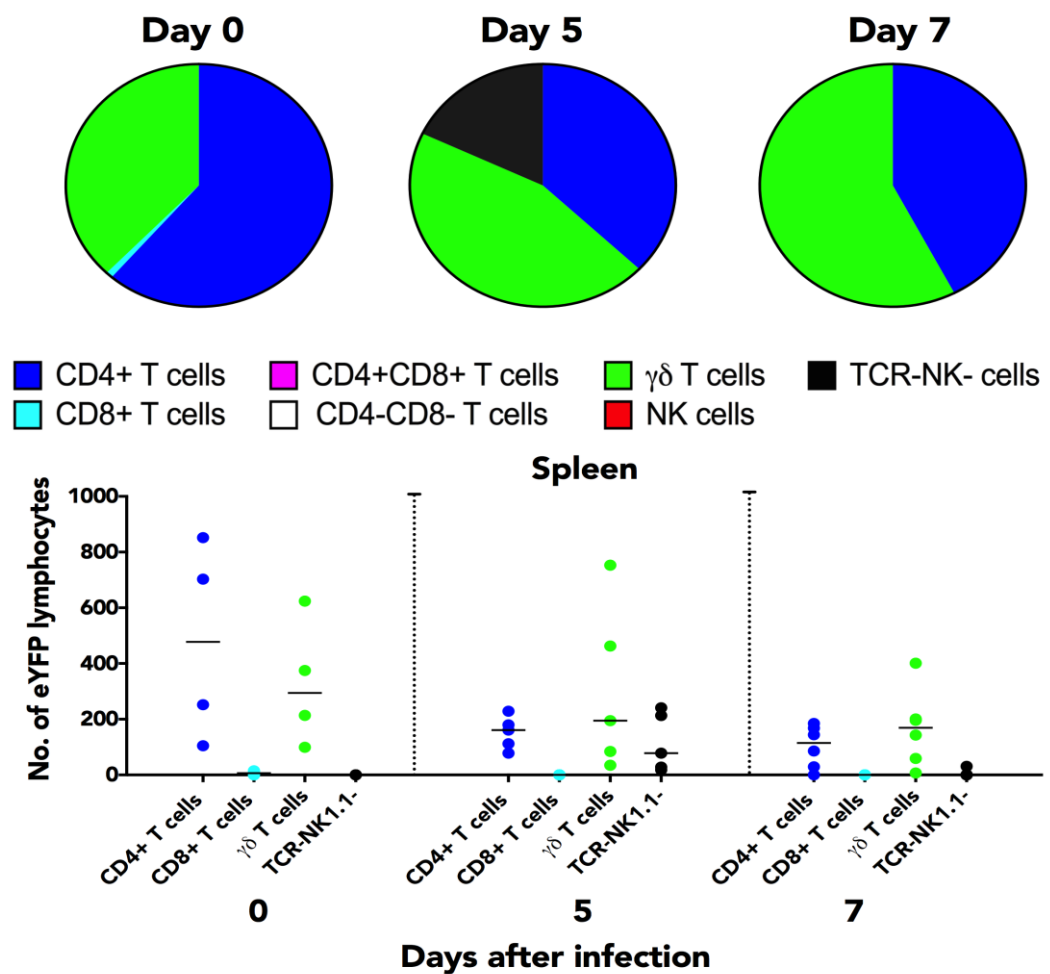 Day 0 Day 5 Day 7
CD4+ T cells CD4+CD8+ T cells γδ T cells TCR-NK- cells
CD8+ T cells CD4-CD8- T cells NK cells
Spleen
No. of eYFP lymphocytes
1000
800
600
400
200
0
CD4+ T cells CD8+ T cells γδ T cells TCR-NK1.1- CD4+ T cells CD8+ T cells γδ T cells TCR-NK1.1- CD4+ T cells CD8+ T cells γδ T cells TCR-NK1.1-
0 5 7
Days after infection